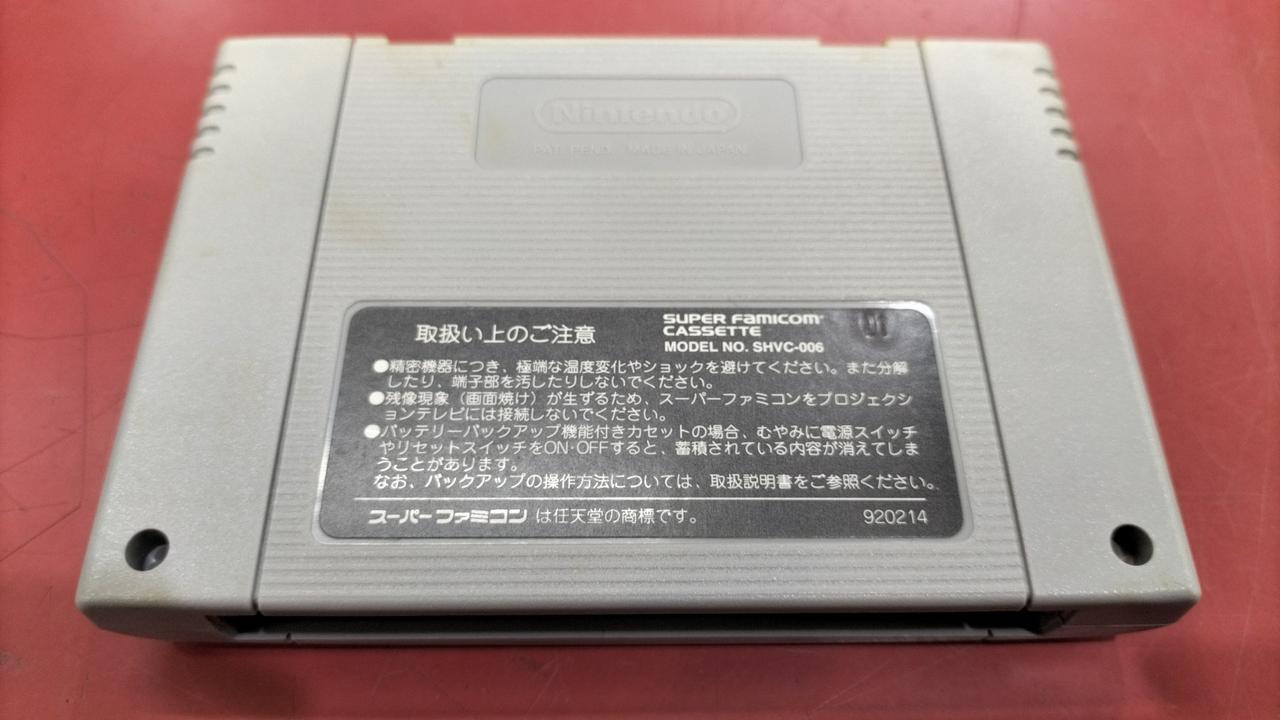 Nintendo
PAT. PEND. MADE IN JAPAN
取扱い上のご注意
SUPER FAMICOM
CASSETTE
MODEL NO. SHVC-006
●精密機器につき、極端な温度変化やショックを避けてください。また分解
したり、端子部を汚したりしないでください。
●残像現象（画面焼け）が生ずるため、スーパーファミコンをプロジェクシ
ョンテレビには接続しないでください。
●バッテリーバックアップ機能付きカセットの場合、むやみに電源スイッチ
やリセットスイッチをON·OFFすると、蓄積されている内容が消えてしま
うことがあります。
なお、バックアップの操作方法については、取扱説明書をご参照ください。
スーパーファミコン は任天堂の商標です。
920214